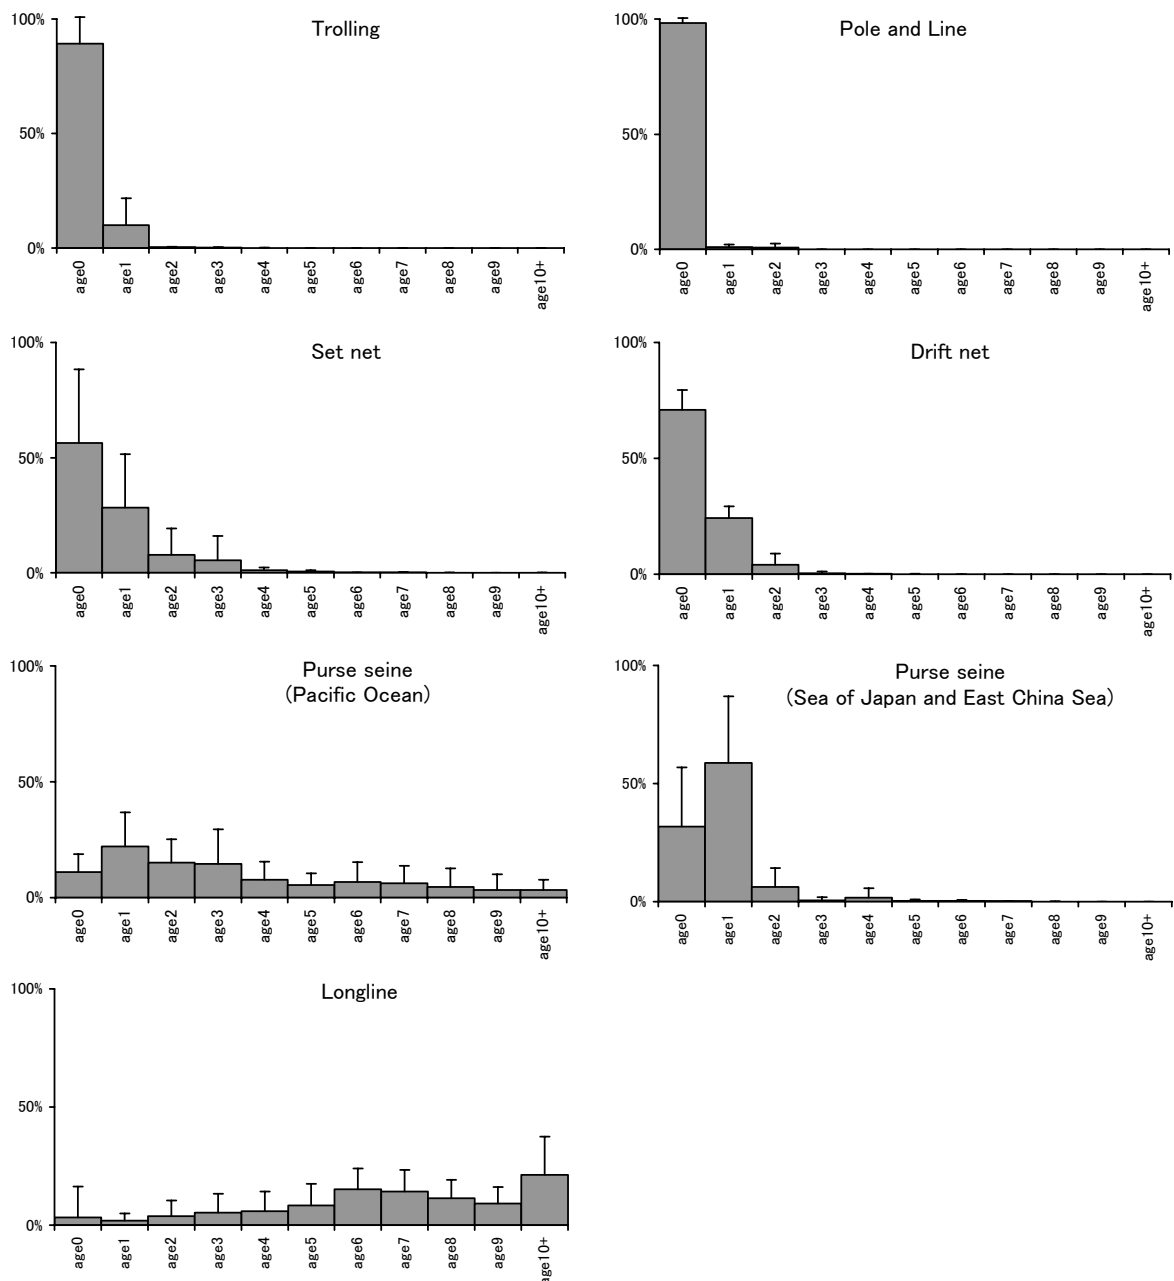 Trolling
100%
50%
0%
age0
age1
age2
age3
age4
age5
age6
age7
age8
age9
age10+
Pole and Line
100%
50%
0%
age0
age1
age2
age3
age4
age5
age6
age7
age8
age9
age10+
Set net
100%
50%
0%
age0
age1
age2
age3
age4
age5
age6
age7
age8
age9
age10+
Drift net
100%
50%
0%
age0
age1
age2
age3
age4
age5
age6
age7
age8
age9
age10+
Purse seine
(Pacific Ocean)
100%
50%
0%
age0
age1
age2
age3
age4
age5
age6
age7
age8
age9
age10+
Purse seine
(Sea of Japan and East China Sea)
100%
50%
0%
age0
age1
age2
age3
age4
age5
age6
age7
age8
age9
age10+
Longline
100%
50%
0%
age0
age1
age2
age3
age4
age5
age6
age7
age8
age9
age10+